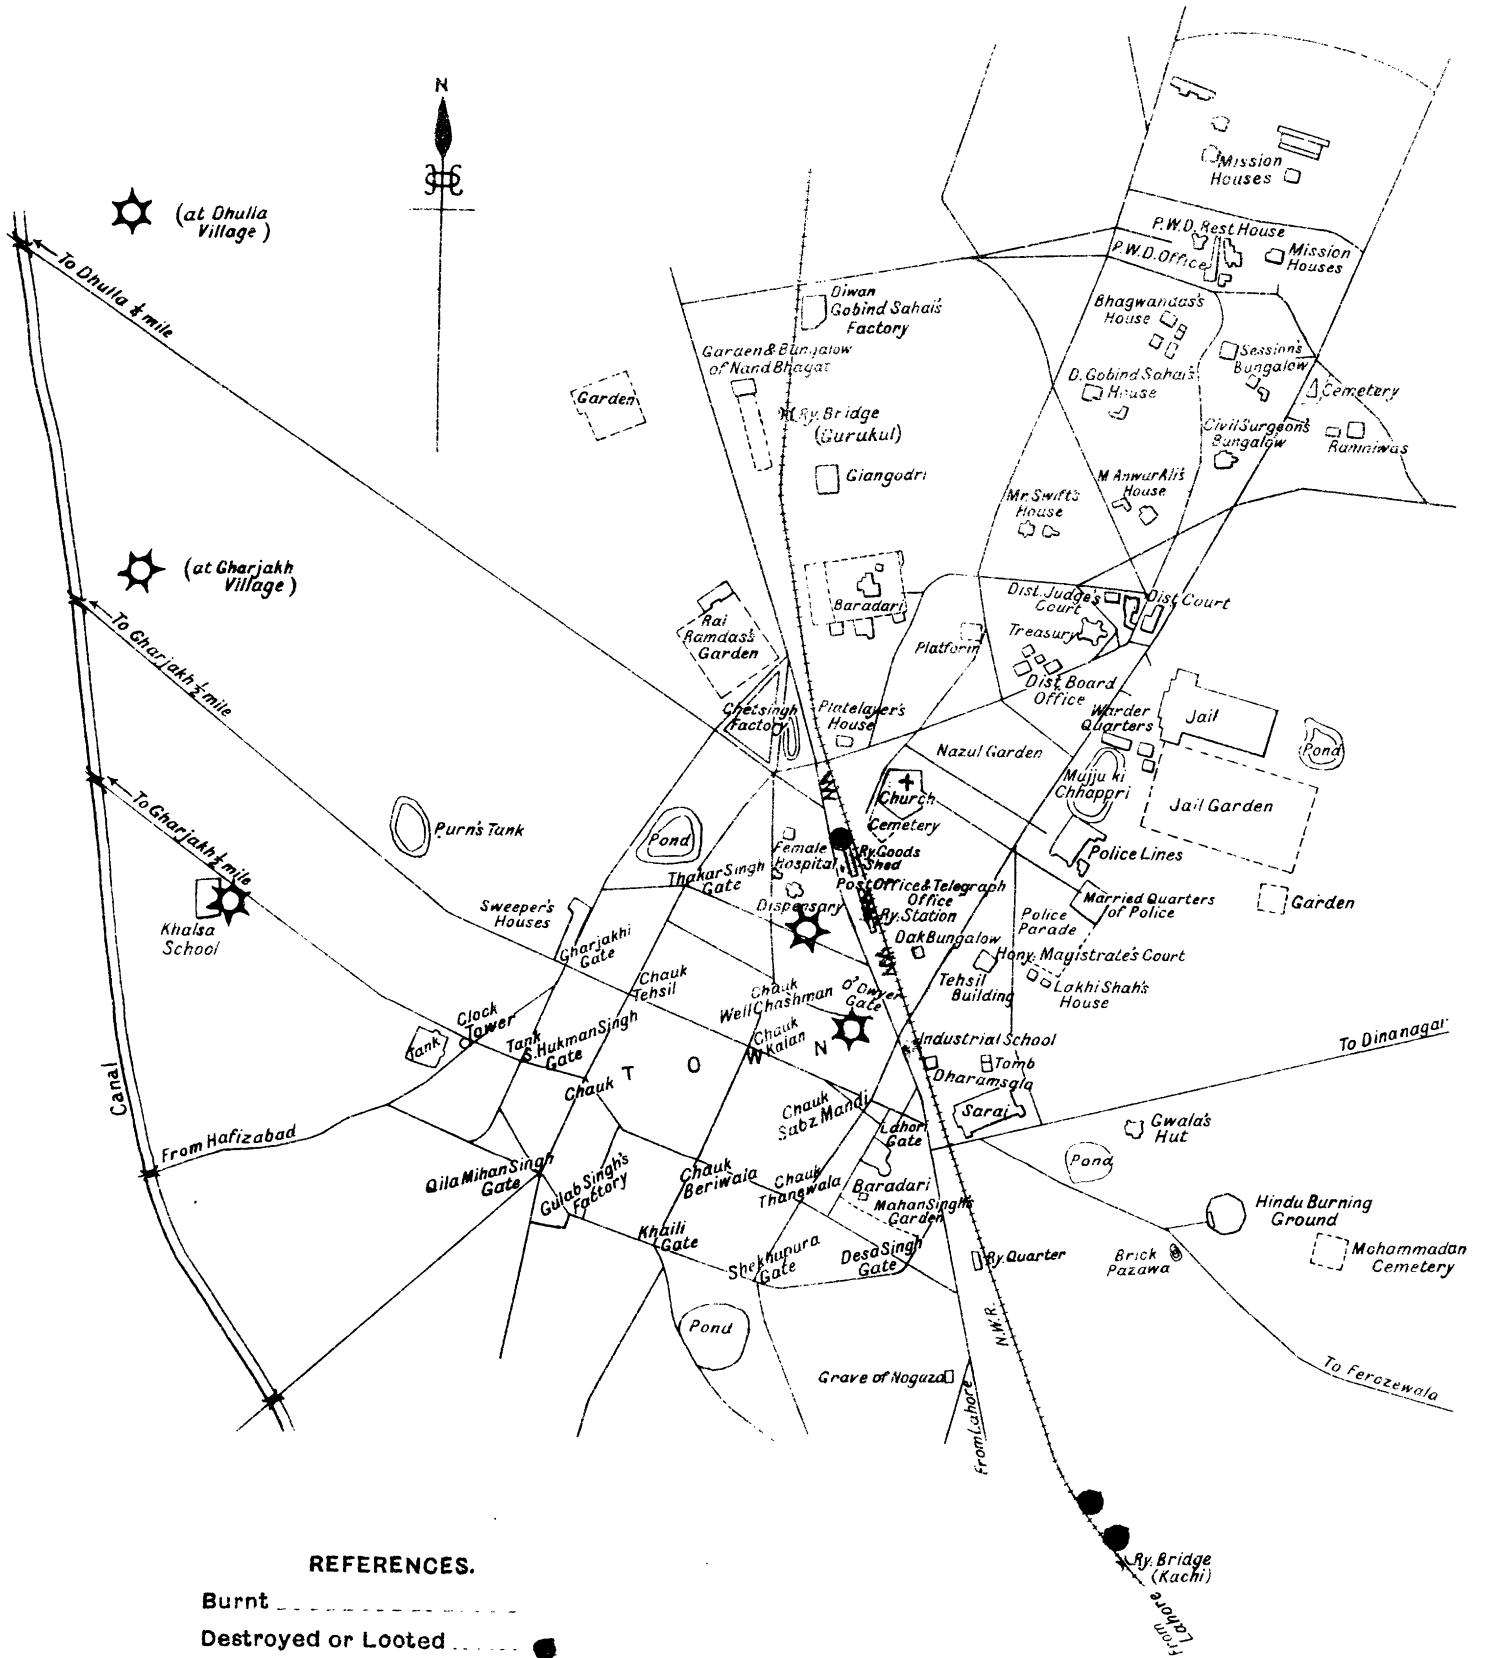 N
(at Dhulla
Village)
To Dhulla ¼ mile
Mission
Houses
P.W.D. Rest House
P.W.D. Office
Mission
Houses
Diwan
Gobind Sahai's
Factory
Bhagwandas's
House
Garden & Bungalow
of Nand Bhagat
Session's
Bungalow
Garden
D. Gobind Sahai's
House
Cemetery
Ry. Bridge
(Gurukul)
Civil Surgeon's
Bungalow
Ramniwas
Giangodri
M Anwar Ali's
House
Mr. Swift's
House
(at Gharjakh
Village)
To Gharjakh ½ mile
Baradari
Dist. Judge's
Court
Dist Court
Rai
Ramdas's
Garden
Treasury
Platform
Dist Board
Office
Chetsingh
Factory
Platelayer's
House
Warder
Quarters
Jail
Pond
Nazul Garden
Mujju ki
Chhappri
Jail Garden
To Gharjakh ½ mile
Church
Cemetery
Purn's Tank
Pond
Female
Hospital
Ry. Goods
Shed
Police Lines
Thakar Singh
Gate
Post Office & Telegraph
Office
Dispensary
Ry. Station
Married Quarters
of Police
Garden
Khalsa
School
Sweeper's
Houses
Police
Parade
Dak Bungalow
Gharjakhi
Gate
Hony. Magistrate's Court
Chauk
Tehsil
Tehsil
Building
Lakhi Shah's
House
Chauk
Well Chashman
O'Dwyer
Gate
Clock
Tower
Tank
Tank
S. Hukman Singh
Gate
Chauk
Kaian
Industrial School
To Dinanagar
TOWN
Chauk
Tomb
Dharamsala
Canal
Chauk
Sabz Mandi
Sarai
Lahori
Gate
Gwala's
Hut
From Hafizabad
Pond
Qila Mihan Singh
Gate
Gulab Singh's
Factory
Chauk
Beriwala
Chauk
Thanewala
Baradari
Mahan Singh's
Garden
Hindu Burning
Ground
Khaili
Gate
Shekhupura
Gate
Desa Singh
Gate
Ry. Quarter
Brick
Pazawa
Mohammadan
Cemetery
Pond
N.W.R.
Grave of Nogaza
From Lahore
To Ferozewala
Ry. Bridge
(Kachi)
From
Lahore
REFERENCES.
Burnt
Destroyed or Looted